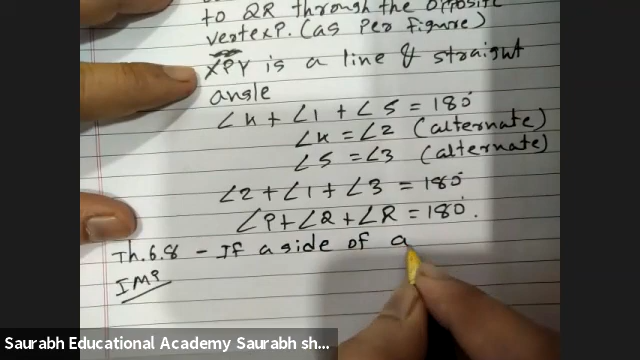 to QR through the opposite
vertex P. (as per figure)
XPY is a line & straight
angle
∠4 + ∠1 + ∠5 = 180°
∠4 = ∠2 (alternate)
∠5 = ∠3 (alternate)
∠2 + ∠1 + ∠3 = 180°
∠P + ∠Q + ∠R = 180°.
Th. 6.8 - If a side of a
IMP
Saurabh Educational Academy Saurabh sh...